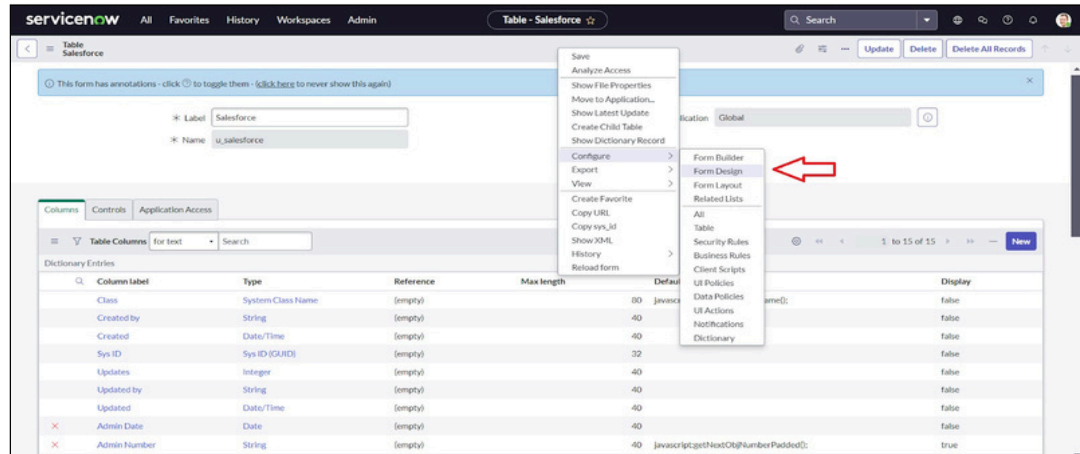 servicenow All Favorites History Workspaces Admin Table - Salesforce Search
Table
Salesforce
Update Delete Delete All Records
This form has annotations - click to toggle them - (click here to never show this again)
Label Salesforce
Name u_salesforce
Global
Save
Analyze Access
Show File Properties
Move to Application...
Show Latest Update
Create Child Table
Show Dictionary Record
Configure
Export
View
Create Favorite
Copy URL
Copy sys_id
Show XML
History
Reload form
Form Builder
Form Design
Form Layout
Related Lists
All
Table
Security Rules
Business Rules
Client Scripts
UI Policies
Data Policies
UI Actions
Notifications
Dictionary
Columns Controls Application Access
Table Columns for text Search 1 to 15 of 15 New
Dictionary Entries
Column label Type Reference Max length Display
Class System Class Name (empty) 80 false
Created by String (empty) 40 false
Created Date/Time (empty) 40 false
Sys ID Sys ID (GUID) (empty) 32 false
Updates Integer (empty) 40 false
Updated by String (empty) 40 false
Updated Date/Time (empty) 40 false
Admin Date Date (empty) 40 false
Admin Number String (empty) 40 javascript:getNextObjNumberPadded(); true